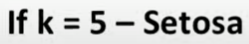 If k = 5 – Setosa